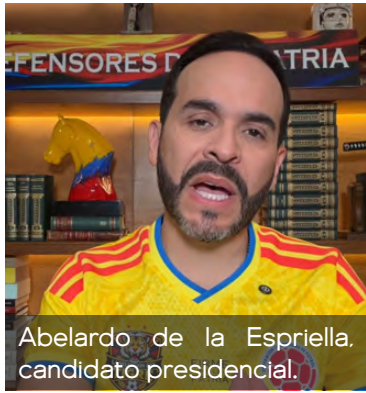 EFENSORES D
ATRIA
Abelardo de la Espriella,
candidato presidencial.